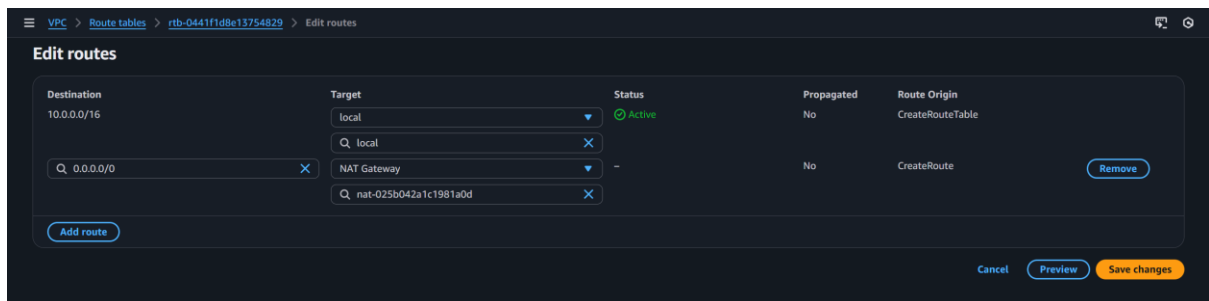 VPC > Route tables > rtb-0441f1d8e13754829 > Edit routes
Edit routes
Destination Target Status Propagated Route Origin
10.0.0.0/16 local Active No CreateRouteTable
local
0.0.0.0/0 NAT Gateway – No CreateRoute Remove
nat-025b042a1c1981a0d
Add route
Cancel Preview Save changes